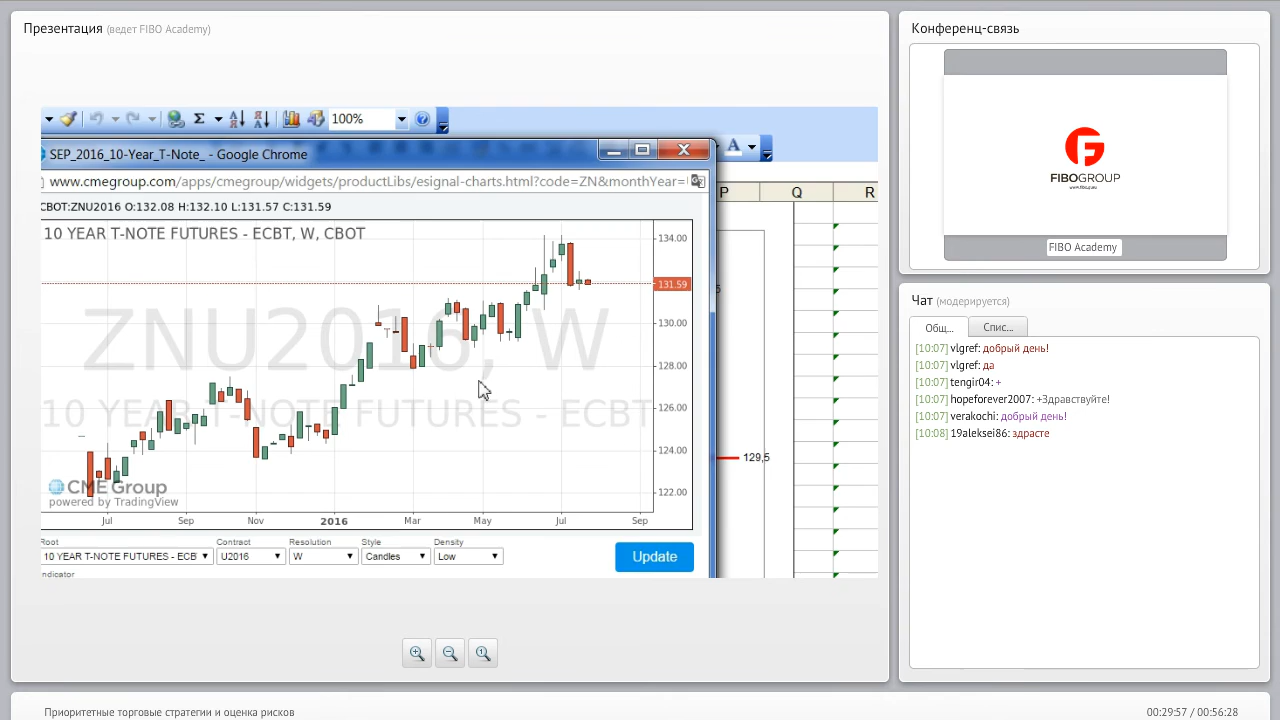 Презентация (ведет FIBO Academy)
100%
SEP_2016_10-Year_T-Note_ - Google Chrome
www.cmegroup.com/apps/cmegroup/widgets/productLibs/esignal-charts.html?code=ZN&monthYear=
CBOT:ZNU2016 O:132.08 H:132.10 L:131.57 C:131.59
10 YEAR T-NOTE FUTURES - ECBT, W, CBOT
ZNU2016, W
10 YEAR T-NOTE FUTURES - ECBT
134.00
131.59
130.00
128.00
126.00
124.00
122.00
CME Group
powered by TradingView
Jul Sep Nov 2016 Mar May Jul Sep
Root Contract Resolution Style Density
10 YEAR T-NOTE FUTURES - ECB U2016 W Candles Low
Update
ndicator
P Q R
5
129,5
Конференц-связь
FIBOGROUP
FIBO Academy
Чат (модерируется)
Общ... Спис...
[10:07] vlgref: добрый день!
[10:07] vlgref: да
[10:07] tengir04: +
[10:07] hopeforever2007: +Здравствуйте!
[10:07] verakochi: добрый день!
[10:08] 19aleksei86: здрасте
Приоритетные торговые стратегии и оценка рисков
00:29:57 / 00:56:28